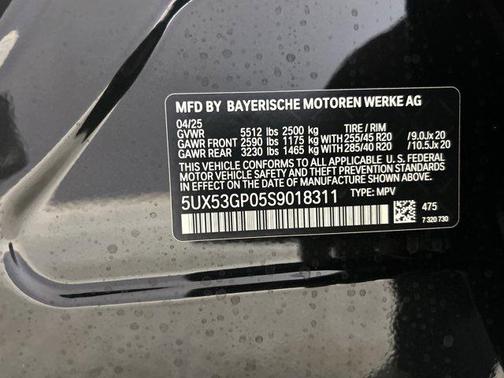 MFD BY BAYERISCHE MOTOREN WERKE AG
04/25
GVWR 5512 lbs 2500 kg TIRE / RIM
GAWR FRONT 2590 lbs 1175 kg WITH 255/45 R20 / 9.0Jx 20
GAWR REAR 3230 lbs 1465 kg WITH 285/40 R20 / 10.5Jx 20
THIS VEHICLE CONFORMS TO ALL APPLICABLE U. S. FEDERAL
MOTOR VEHICLE SAFETY AND THEFT PREVENTION STANDARDS
IN EFFECT ON THE DATE OF MANUFACTURE SHOWN ABOVE.
5UX53GP05S9018311 TYPE: MPV
475
7 320 730